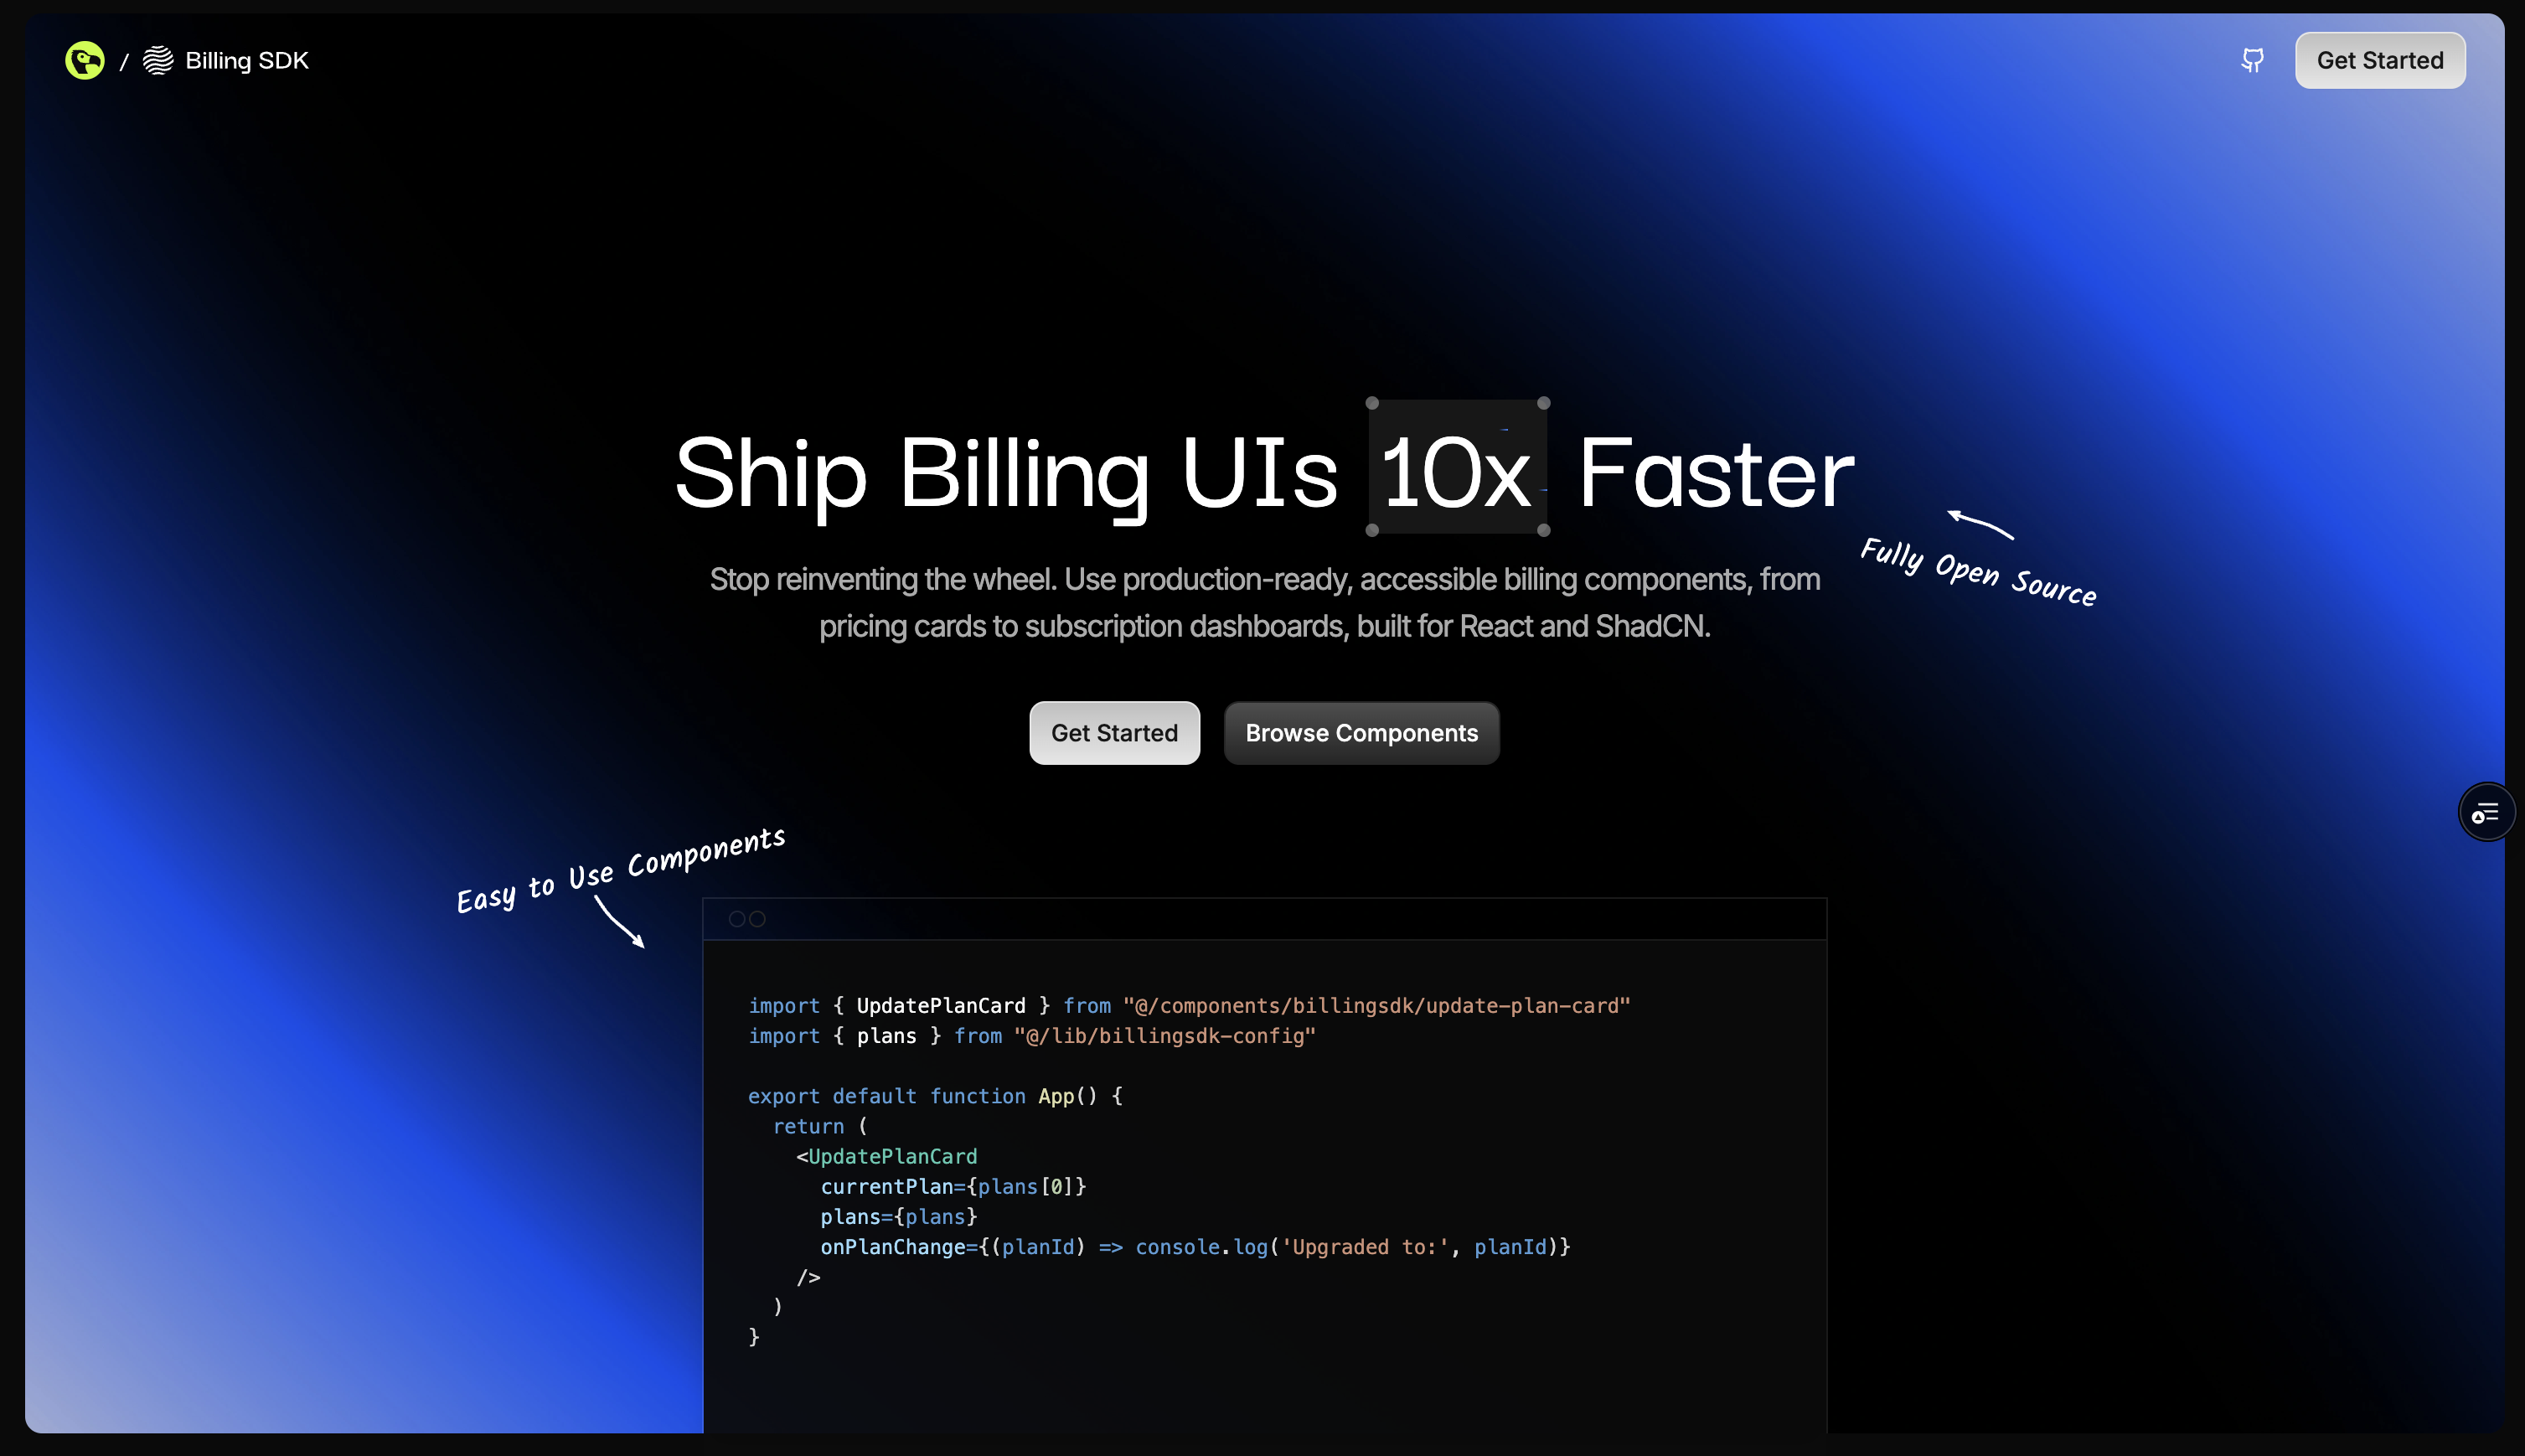 / Billing SDK
Get Started
Ship Billing UIs 10x Faster
Fully Open Source
Stop reinventing the wheel. Use production-ready, accessible billing components, from
pricing cards to subscription dashboards, built for React and ShadCN.
Get Started
Browse Components
Easy to Use Components
import { UpdatePlanCard } from "@/components/billingsdk/update-plan-card"
import { plans } from "@/lib/billingsdk-config"
export default function App() {
  return (
    <UpdatePlanCard
      currentPlan={plans[0]}
      plans={plans}
      onPlanChange={(planId) => console.log('Upgraded to:', planId)}
    />
  )
}